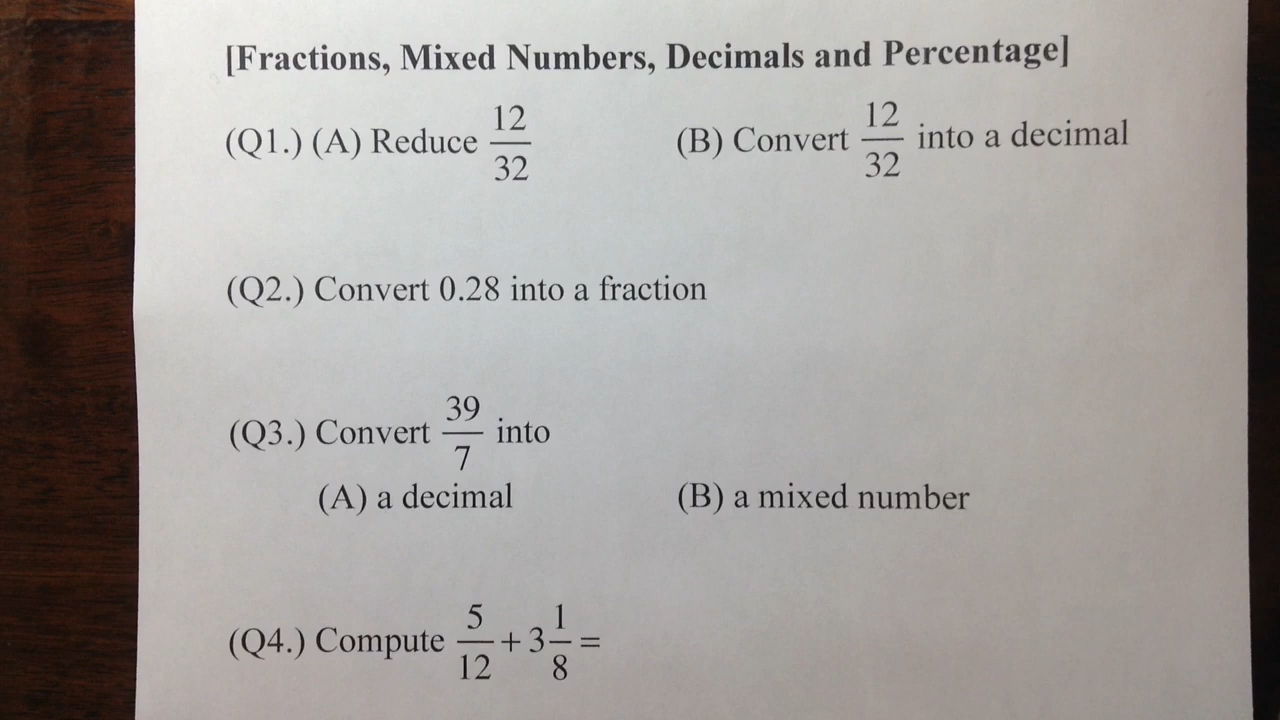 [Fractions, Mixed Numbers, Decimals and Percentage]
(Q1.) (A) Reduce 12/32 (B) Convert 12/32 into a decimal
(Q2.) Convert 0.28 into a fraction
(Q3.) Convert 39/7 into
(A) a decimal (B) a mixed number
(Q4.) Compute 5/12 + 3 1/8 =